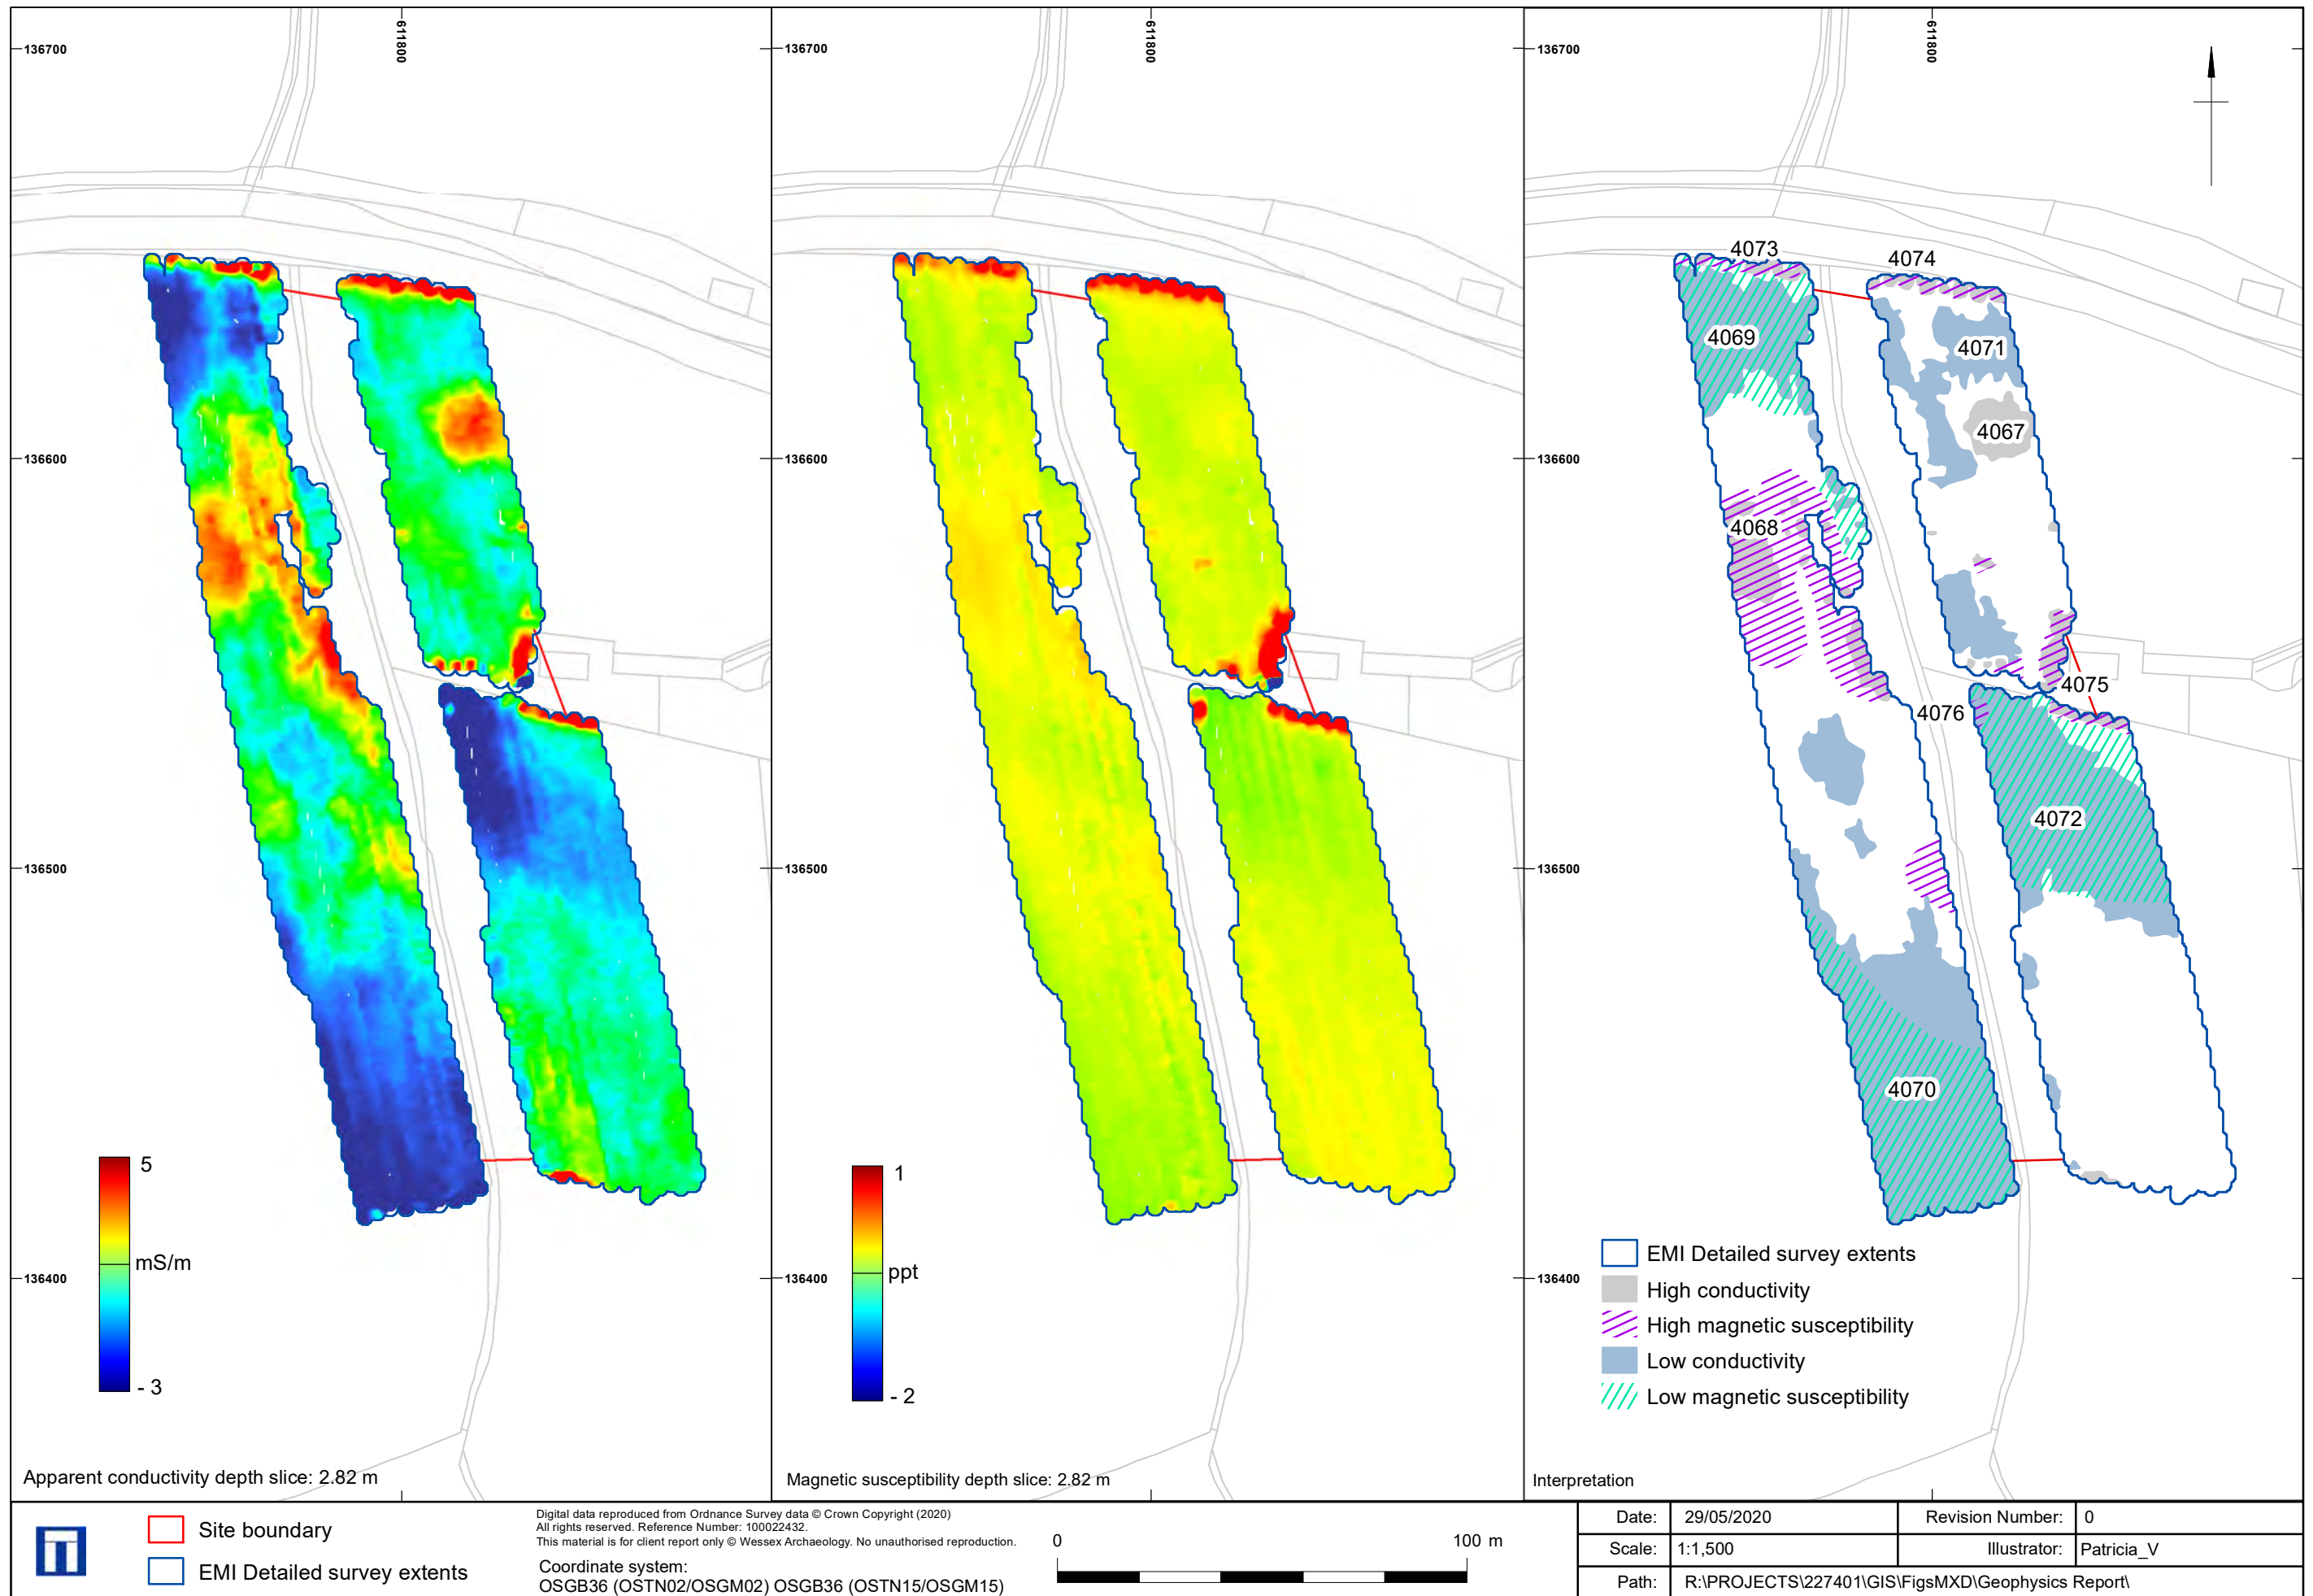 611800
611800
611800
136700
136700
136700
4073
4074
4069
4071
4067
136600
136600
136600
4068
4075
4076
4072
136500
136500
136500
4070
5
mS/m
- 3
1
ppt
- 2
136400
136400
136400
EMI Detailed survey extents
High conductivity
High magnetic susceptibility
Low conductivity
Low magnetic susceptibility
Apparent conductivity depth slice: 2.82 m
Magnetic susceptibility depth slice: 2.82 m
Interpretation
Site boundary
EMI Detailed survey extents
Digital data reproduced from Ordnance Survey data © Crown Copyright (2020)
All rights reserved. Reference Number: 100022432.
This material is for client report only © Wessex Archaeology. No unauthorised reproduction.
Coordinate system:
OSGB36 (OSTN02/OSGM02) OSGB36 (OSTN15/OSGM15)
0 100 m
Date: 29/05/2020 Revision Number: 0
Scale: 1:1,500 Illustrator: Patricia_V
Path: R:\PROJECTS\227401\GIS\FigsMXD\Geophysics Report\